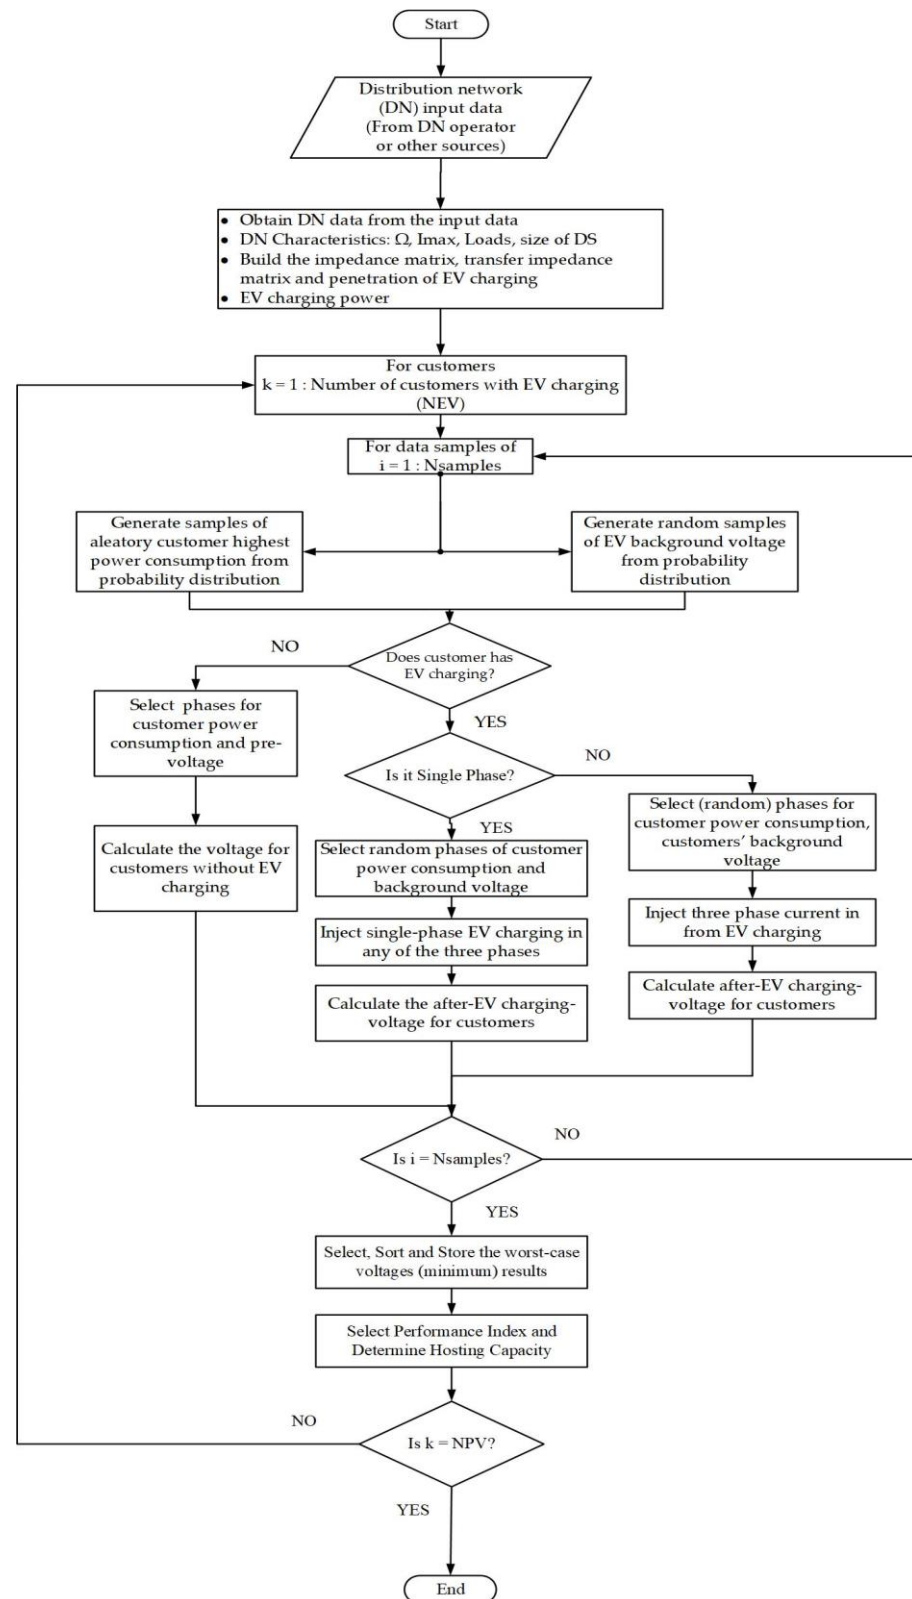 Start
Distribution network
(DN) input data
(From DN operator
or other sources)
• Obtain DN data from the input data
• DN Characteristics: Ω, Imax, Loads, size of DS
• Build the impedance matrix, transfer impedance
matrix and penetration of EV charging
• EV charging power
For customers
k = 1 : Number of customers with EV charging
(NEV)
For data samples of
i = 1 : Nsamples
Generate samples of
aleatory customer highest
power consumption from
probability distribution
Generate random samples
of EV background voltage
from probability
distribution
NO
Does customer has
EV charging?
YES
Select phases for
customer power
consumption and pre-
voltage
Calculate the voltage for
customers without EV
charging
Is it Single Phase?
NO
YES
Select random phases of customer
power consumption and
background voltage
Inject single-phase EV charging in
any of the three phases
Calculate the after-EV charging-
voltage for customers
Select (random) phases for
customer power consumption,
customers’ background
voltage
Inject three phase current in
from EV charging
Calculate after-EV charging-
voltage for customers
Is i = Nsamples?
NO
YES
Select, Sort and Store the worst-case
voltages (minimum) results
Select Performance Index and
Determine Hosting Capacity
NO
Is k = NPV?
YES
End